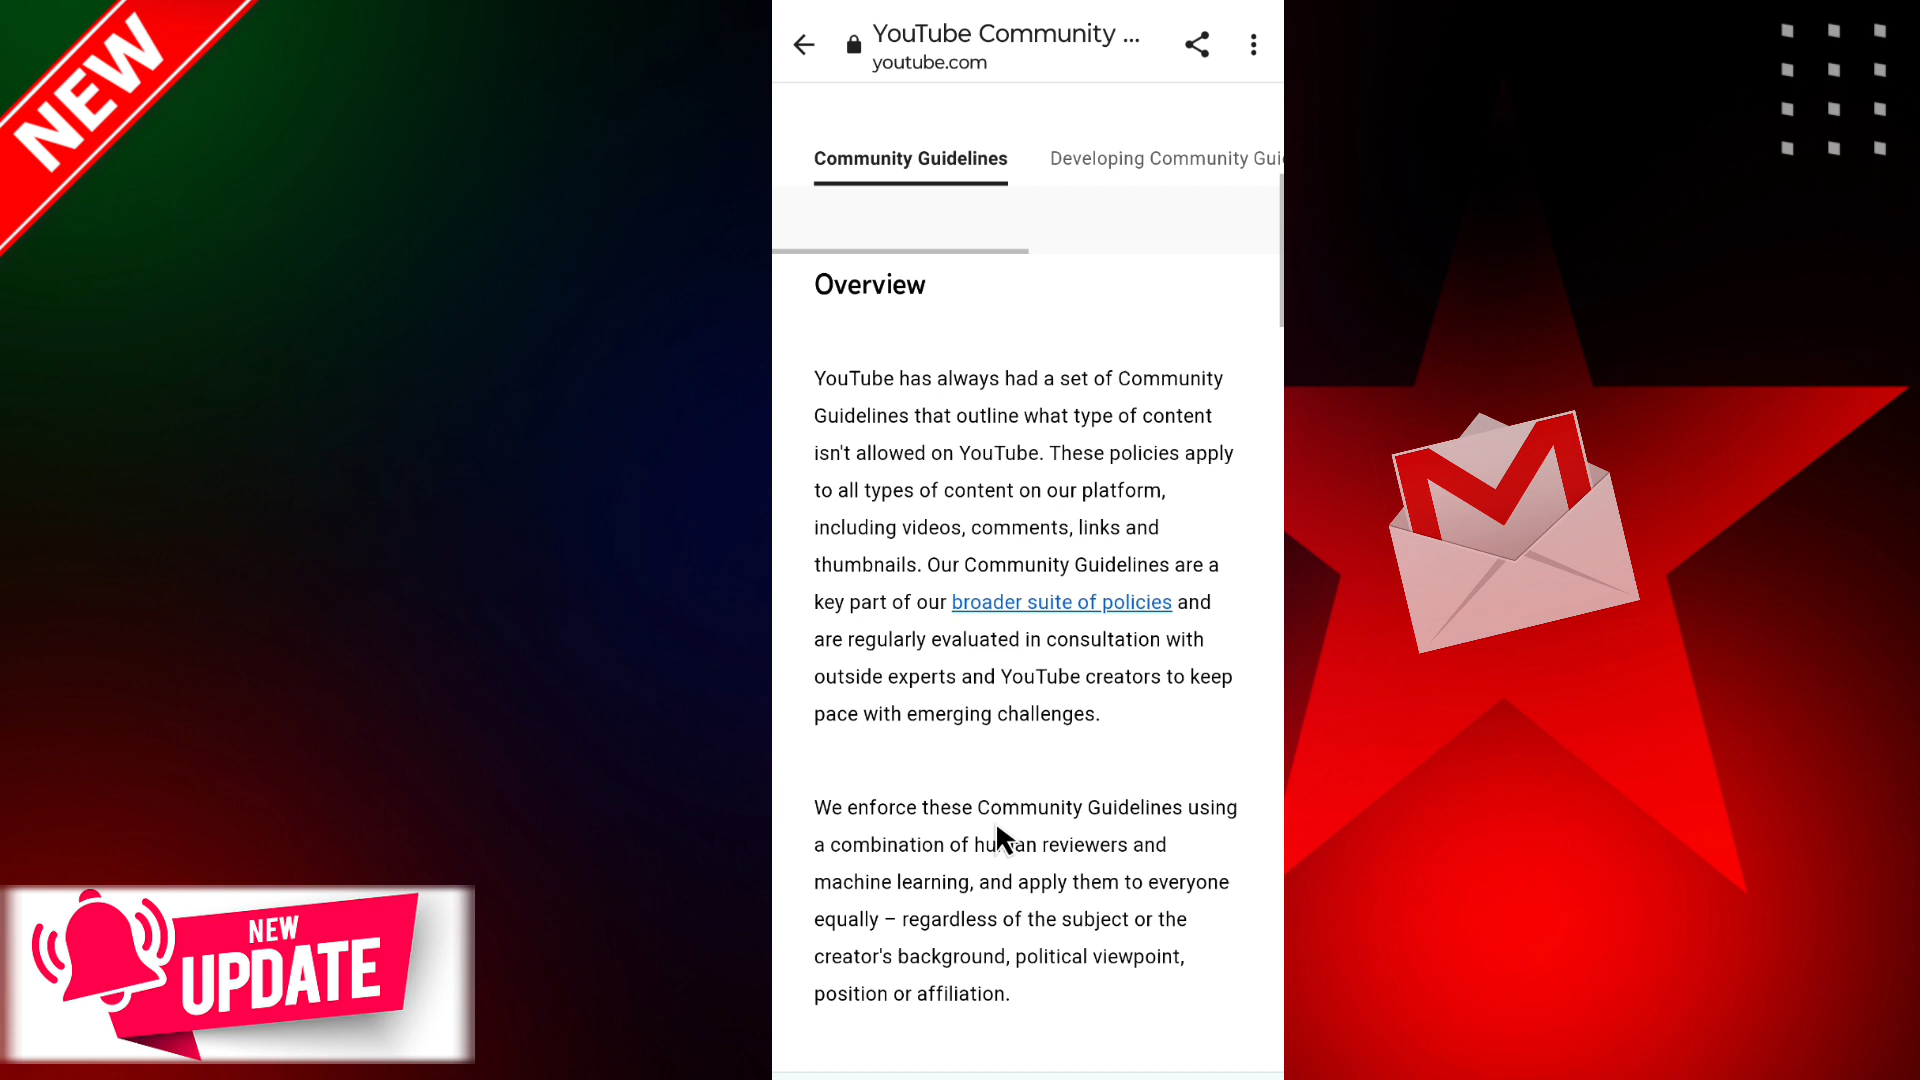 NEW
YouTube Community ...
youtube.com
Community Guidelines
Developing Community Gui
Overview
YouTube has always had a set of Community
Guidelines that outline what type of content
isn't allowed on YouTube. These policies apply
to all types of content on our platform,
including videos, comments, links and
thumbnails. Our Community Guidelines are a
key part of our broader suite of policies and
are regularly evaluated in consultation with
outside experts and YouTube creators to keep
pace with emerging challenges.
We enforce these Community Guidelines using
a combination of human reviewers and
machine learning, and apply them to everyone
equally – regardless of the subject or the
creator's background, political viewpoint,
position or affiliation.
NEW
UPDATE